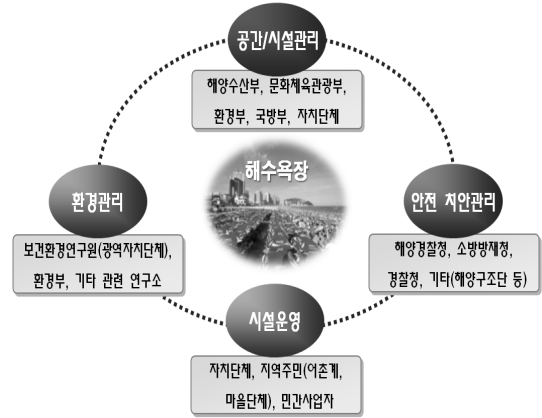 공간/시설관리
해양수산부, 문화체육관광부,
환경부, 국방부, 자치단체
해수욕장
환경관리
보건환경연구원(광역자치단체),
환경부, 기타 관련 연구소
안전 치안관리
해양경찰청, 소방방재청,
경찰청, 기타(해양구조단 등)
시설운영
자치단체, 지역주민(어촌계,
마을단체), 민간사업자